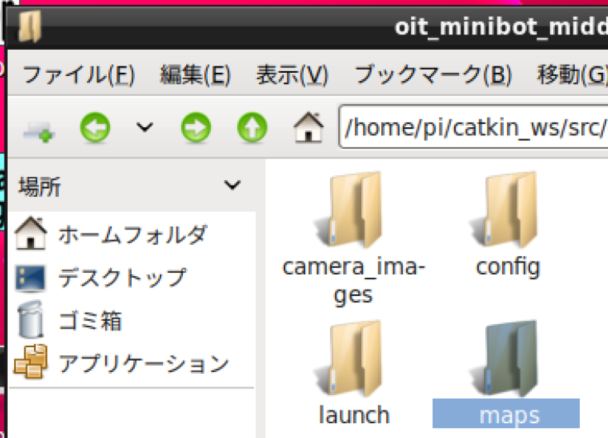 oit_minibot_midd
ファイル(F) 編集(E) 表示(V) ブックマーク(B) 移動(G)
/home/pi/catkin_ws/src/
場所
ホームフォルダ
デスクトップ
ゴミ箱
アプリケーション
camera_ima-
ges
config
launch
maps